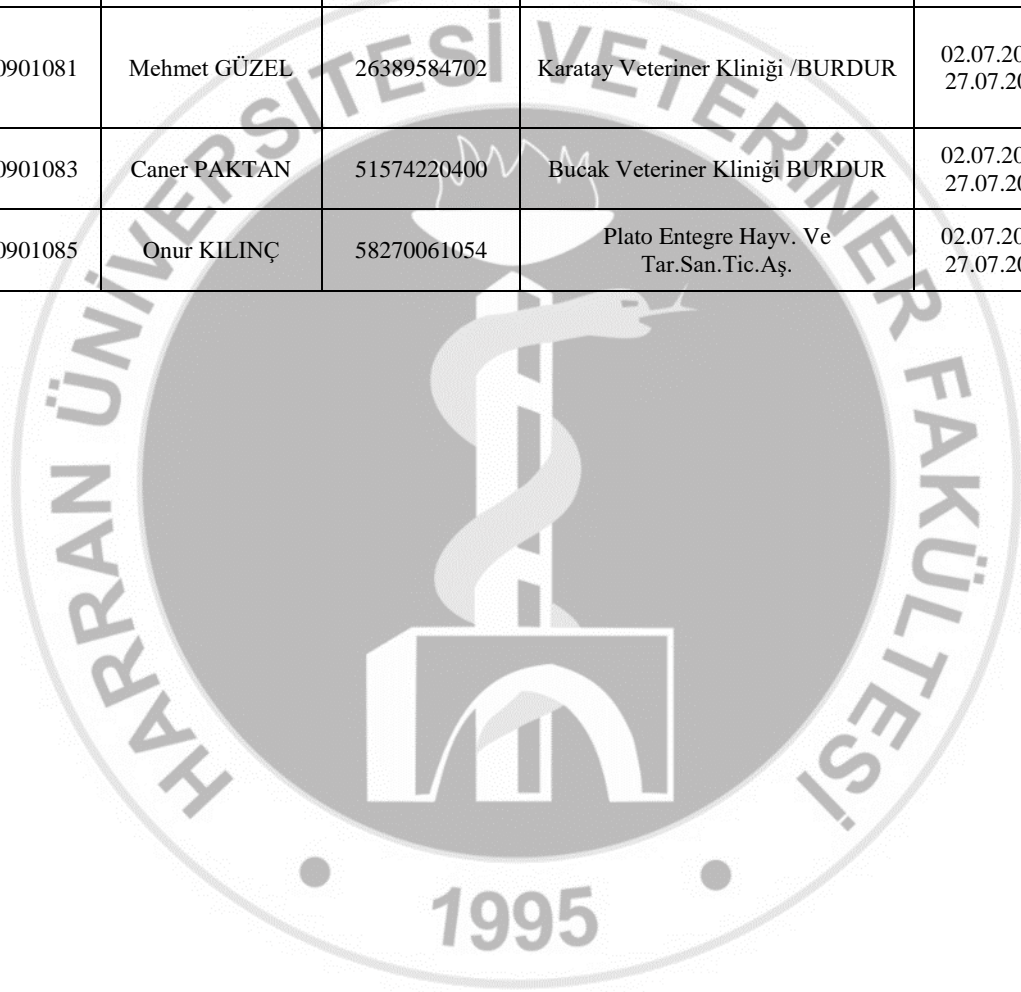 0901081 Mehmet GÜZEL 26389584702 Karatay Veteriner Kliniği /BURDUR 02.07.20
27.07.20
0901083 Caner PAKTAN 51574220400 Bucak Veteriner Kliniği BURDUR 02.07.20
27.07.20
0901085 Onur KILINÇ 58270061054 Plato Entegre Hayv. Ve
Tar.San.Tic.Aş. 02.07.20
27.07.20
HARRAN ÜNİVERSİTESİ VETERİNER FAKÜLTESİ
1995